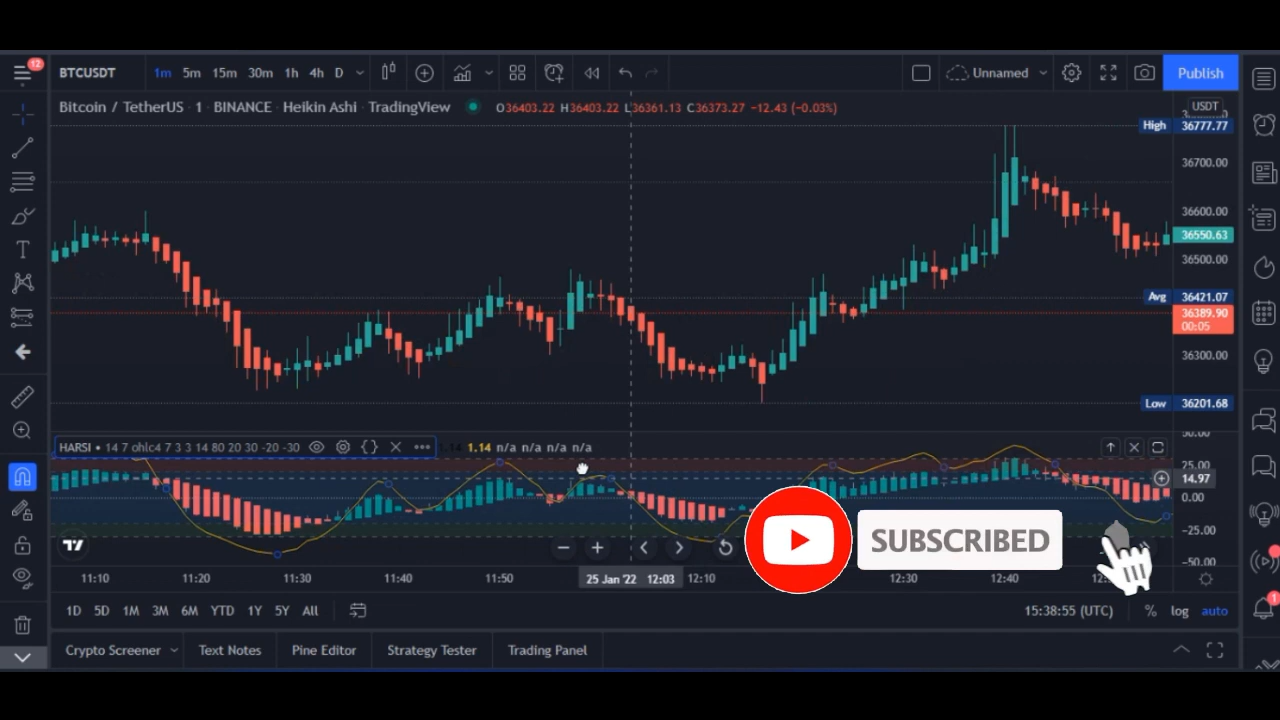 12
BTCUSDT 1m 5m 15m 30m 1h 4h D Unnamed Publish
Bitcoin / TetherUS · 1 · BINANCE · Heikin Ashi · TradingView O36403.22 H36403.22 L36361.13 C36373.27 −12.43 (−0.03%)
USDT
High 36777.77
36700.00
36600.00
36550.63
36500.00
Avg 36421.07
36389.90
00:05
36300.00
Low 36201.68
HARSI • 14 7 ohlc4 7 3 3 14 80 20 30 -20 -30 1.14 n/a n/a n/a n/a
50.00
25.00
14.97
0.00
−25.00
−50.00
SUBSCRIBED
11:10 11:20 11:30 11:40 11:50 25 Jan '22 12:03 12:10 12:30 12:40
1D 5D 1M 3M 6M YTD 1Y 5Y All 15:38:55 (UTC) % log auto
Crypto Screener Text Notes Pine Editor Strategy Tester Trading Panel
1